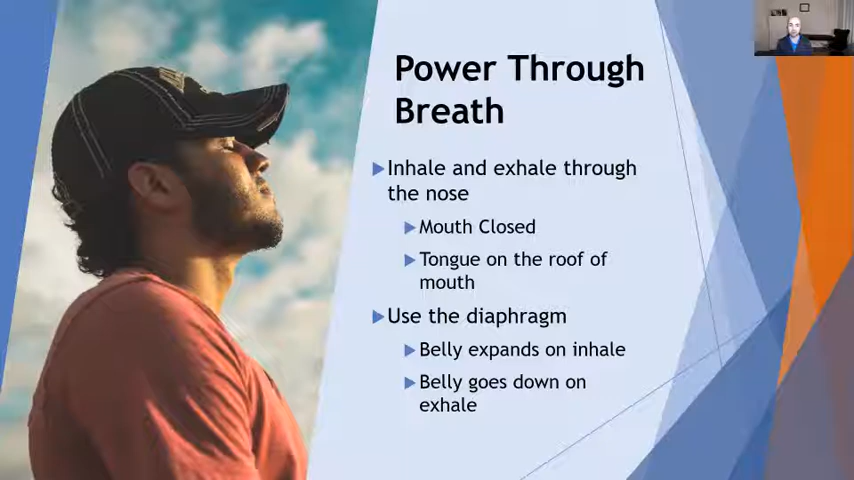 Power Through
Breath
Inhale and exhale through
the nose
Mouth Closed
Tongue on the roof of
mouth
Use the diaphragm
Belly expands on inhale
Belly goes down on
exhale